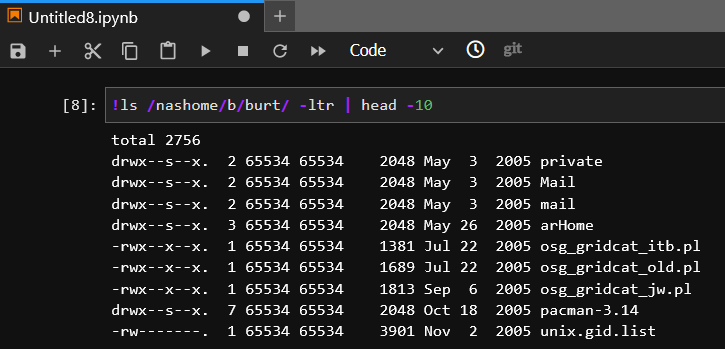 Untitled8.ipynb
Code
git
[8]: !ls /nashome/b/burt/ -ltr | head -10
total 2756
drwx--s--x. 2 65534 65534 2048 May 3 2005 private
drwx--s--x. 2 65534 65534 2048 May 3 2005 Mail
drwx--s--x. 2 65534 65534 2048 May 3 2005 mail
drwx--s--x. 3 65534 65534 2048 May 26 2005 arHome
-rwx--x--x. 1 65534 65534 1381 Jul 22 2005 osg_gridcat_itb.pl
-rwx--x--x. 1 65534 65534 1689 Jul 22 2005 osg_gridcat_old.pl
-rwx--x--x. 1 65534 65534 1813 Sep 6 2005 osg_gridcat_jw.pl
drwx--s--x. 7 65534 65534 2048 Oct 18 2005 pacman-3.14
-rw-------. 1 65534 65534 3901 Nov 2 2005 unix.gid.list